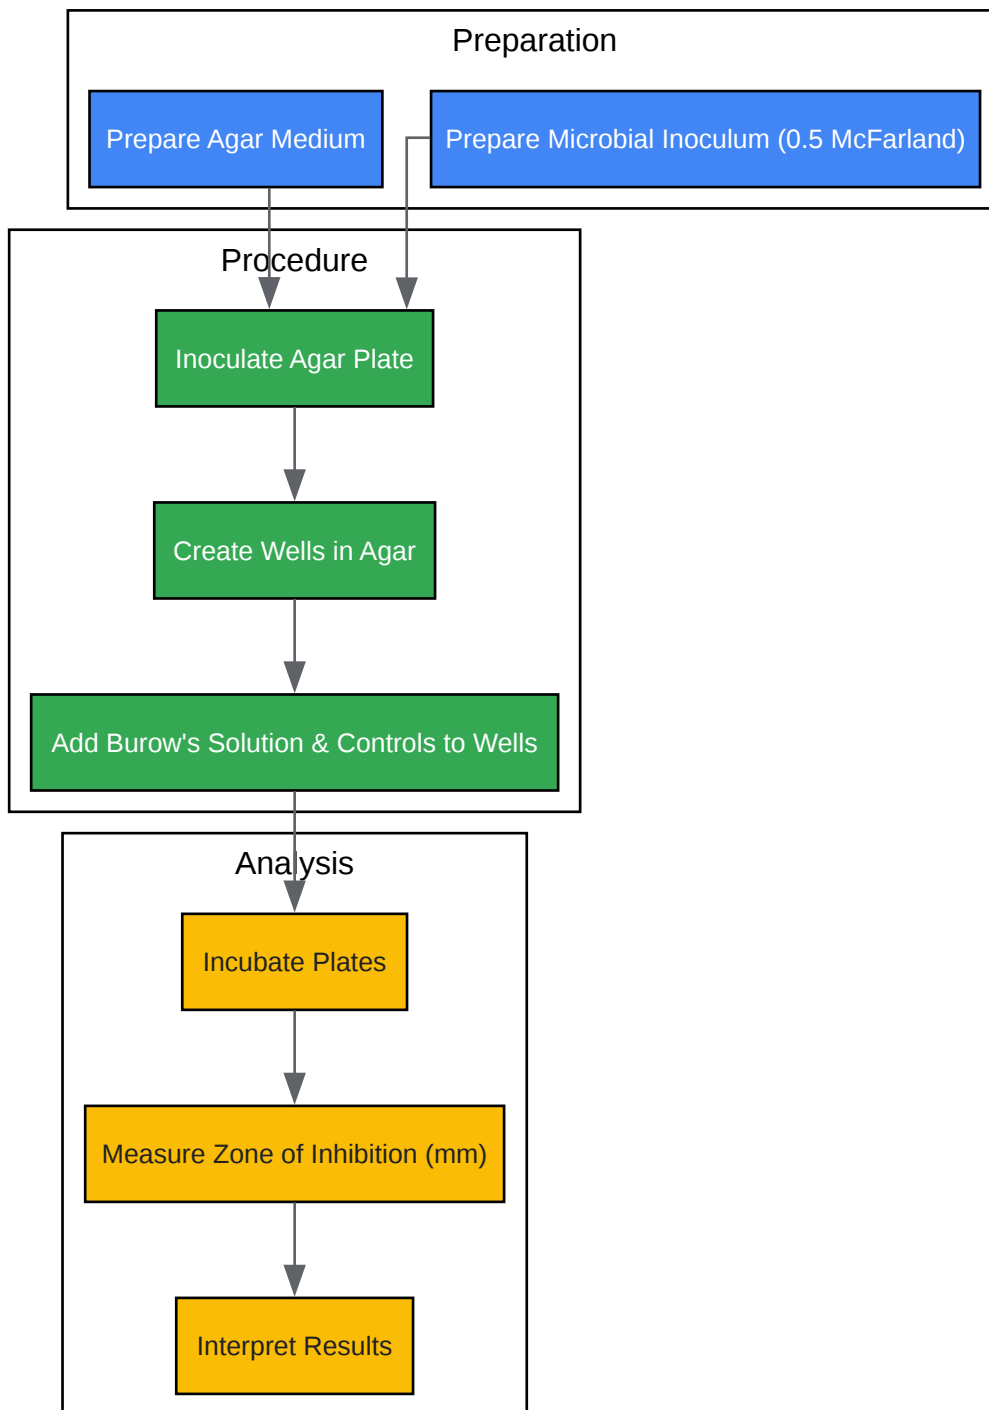 Preparation
Prepare Agar Medium
Prepare Microbial Inoculum (0.5 McFarland)
Procedure
Inoculate Agar Plate
Create Wells in Agar
Add Burow's Solution & Controls to Wells
Analysis
Incubate Plates
Measure Zone of Inhibition (mm)
Interpret Results